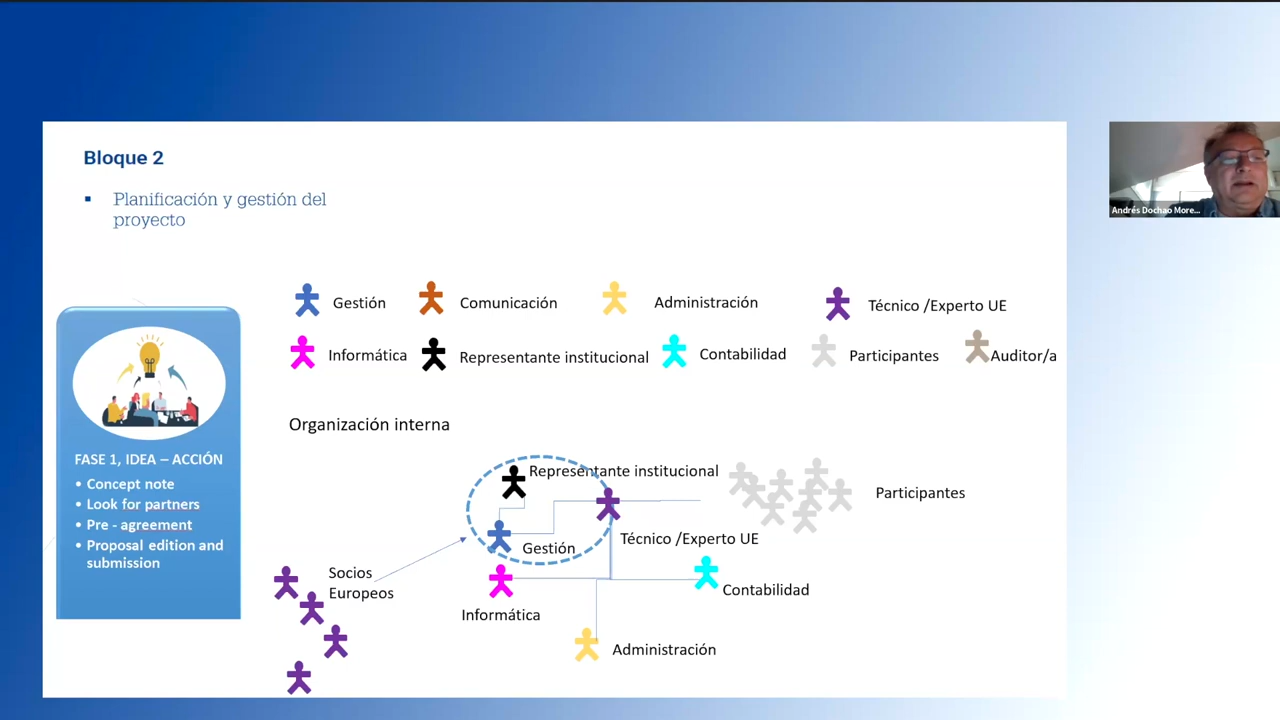 Bloque 2
▪ Planificación y gestión del
proyecto
Gestión
Comunicación
Administración
Técnico /Experto UE
Informática
Representante institucional
Contabilidad
Participantes
Auditor/a
Organización interna
FASE 1, IDEA – ACCIÓN
• Concept note
• Look for partners
• Pre - agreement
• Proposal edition and
submission
Representante institucional
Participantes
Técnico /Experto UE
Gestión
Socios
Europeos
Contabilidad
Informática
Administración
Andrés Dochao More...